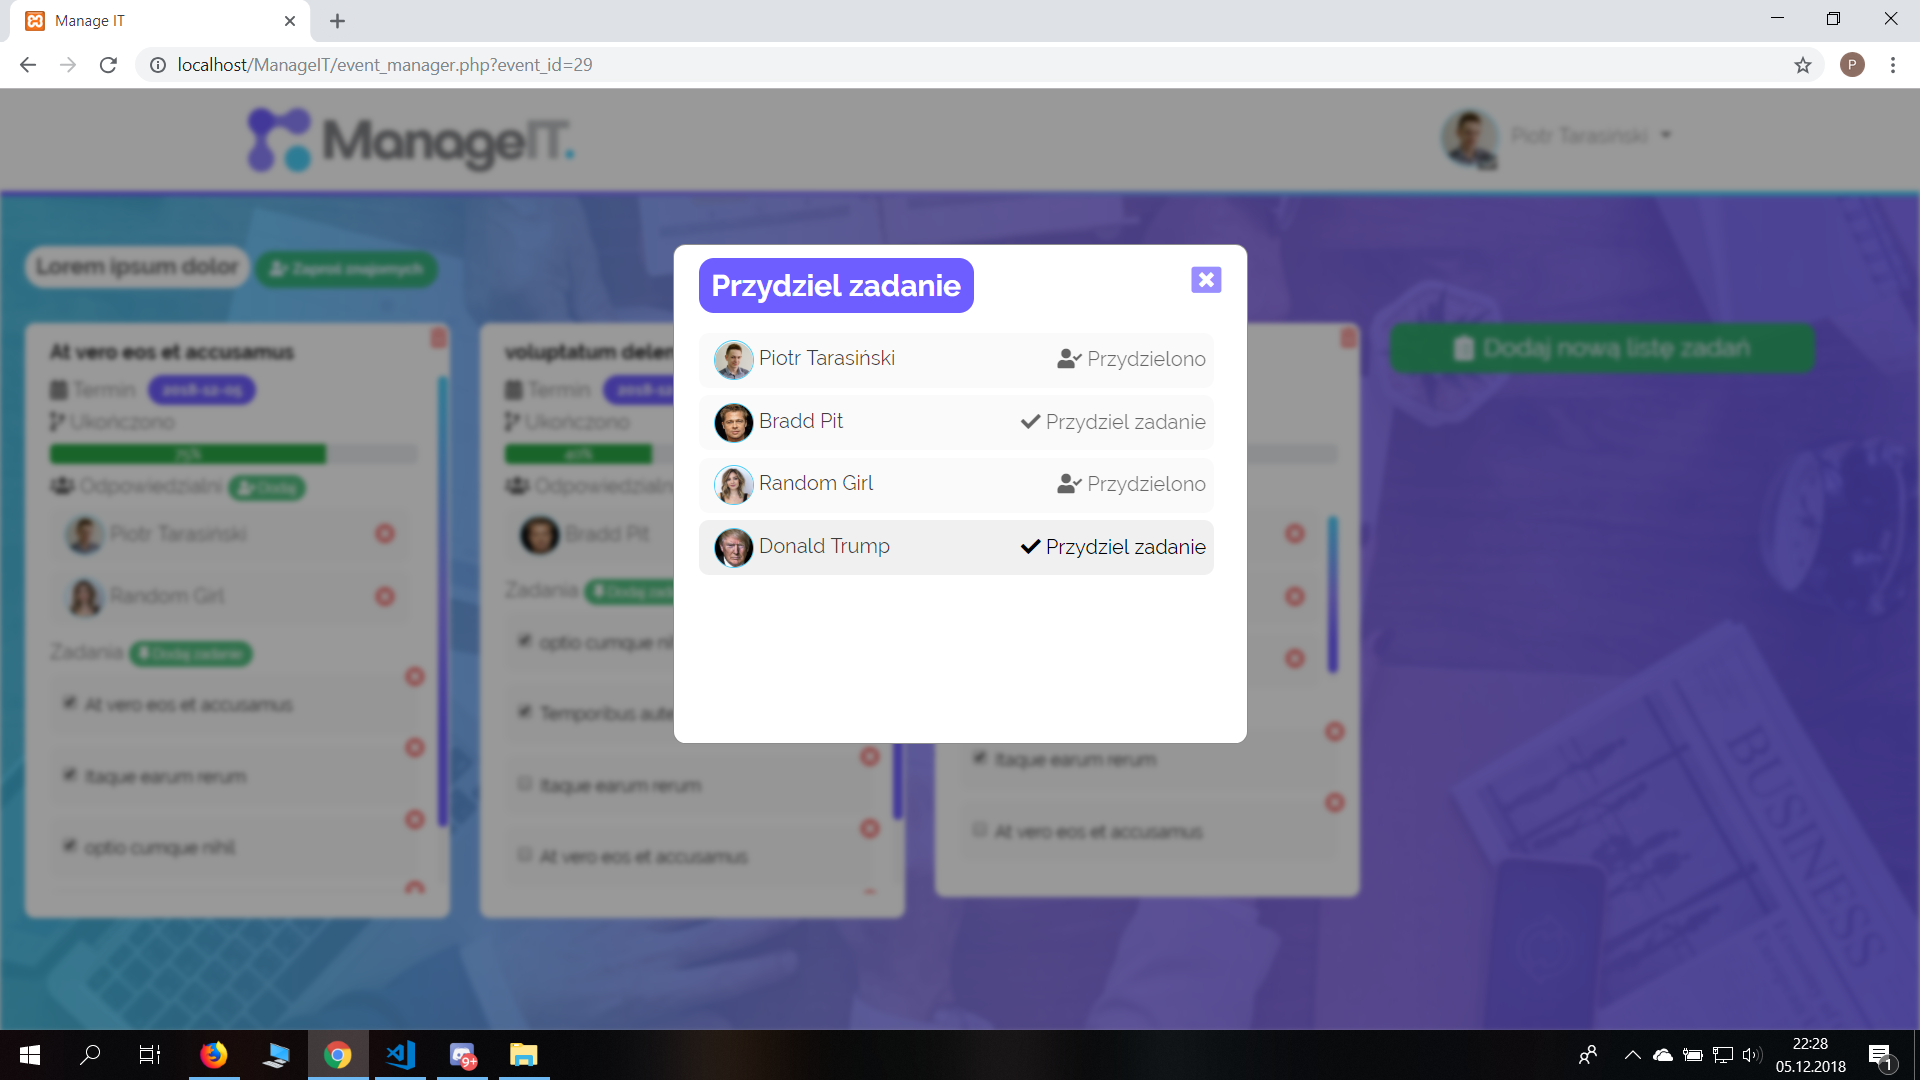 Manage IT
localhost/ManageIT/event_manager.php?event_id=29
P
ManageIT.
Piotr Tarasiński
Lorem ipsum dolor
Zaproś znajomych
Przydziel zadanie
Piotr Tarasiński Przydzielono
Bradd Pit Przydziel zadanie
Random Girl Przydzielono
Donald Trump Przydziel zadanie
At vero eos et accusamus
Termin 2018-12-05
Ukończono
75%
Odpowiedzialni Dodaj
Piotr Tarasiński
Random Girl
Zadania Dodaj zadanie
At vero eos et accusamus
Itaque earum rerum
optio cumque nihil
voluptatum
Termin 2018-12
Ukończono
40%
Odpowiedzialni
Bradd Pit
Zadania Dodaj
optio cumque
Temporibus
Itaque earum rerum
At vero eos et accusamus
Itaque earum rerum
At vero eos et accusamus
Dodaj nową listę zadań
BUSINESS
9+
22:28
05.12.2018
1